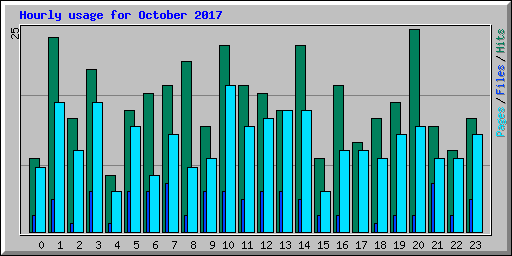 Hourly usage for October 2017
25
Pages/Files/Hits
0 1 2 3 4 5 6 7 8 9 10 11 12 13 14 15 16 17 18 19 20 21 22 23